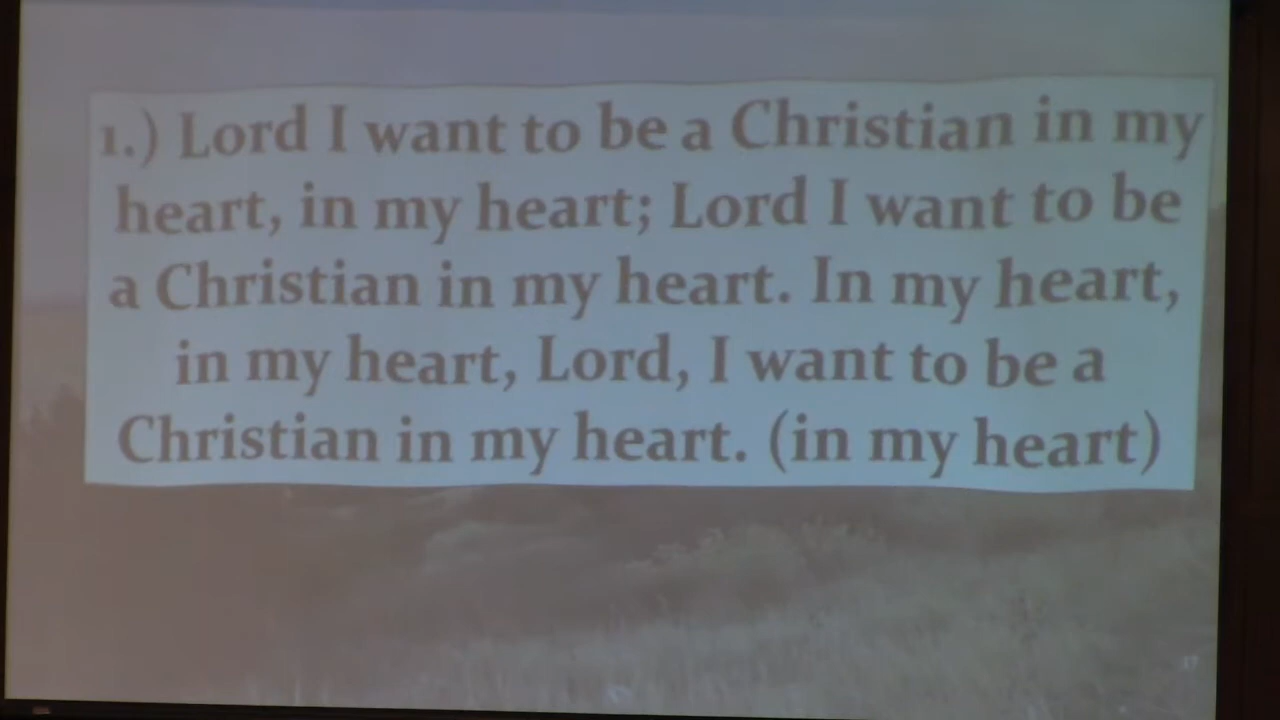 1.) Lord I want to be a Christian in my
heart, in my heart; Lord I want to be
a Christian in my heart. In my heart,
in my heart, Lord, I want to be a
Christian in my heart. (in my heart)